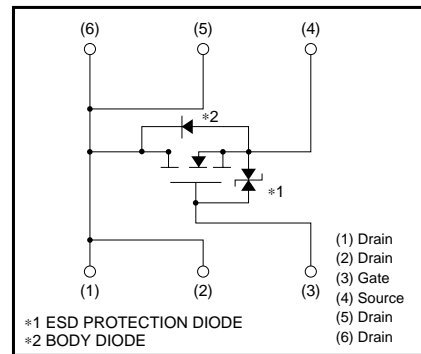 (6) (5) (4)
∗2
∗1
(1) (2) (3)
(1) Drain
(2) Drain
(3) Gate
(4) Source
(5) Drain
(6) Drain
∗1 ESD PROTECTION DIODE
∗2 BODY DIODE